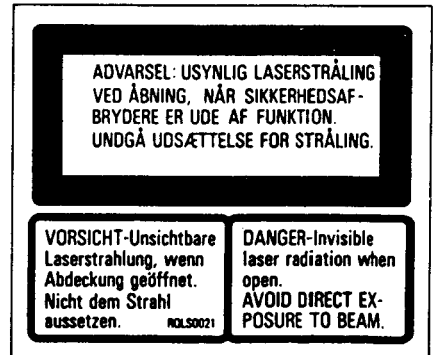 ADVARSEL: USYNLIG LASERSTRÅLING
VED ÅBNING, NÅR SIKKERHEDSAF-
BRYDERE ER UDE AF FUNKTION.
UNDGÅ UDSÆTTELSE FOR STRÅLING.
VORSICHT-Unsichtbare
Laserstrahlung, wenn
Abdeckung geöffnet.
Nicht dem Strahl
aussetzen. ROLS0021
DANGER-Invisible
laser radiation when
open.
AVOID DIRECT EX-
POSURE TO BEAM.